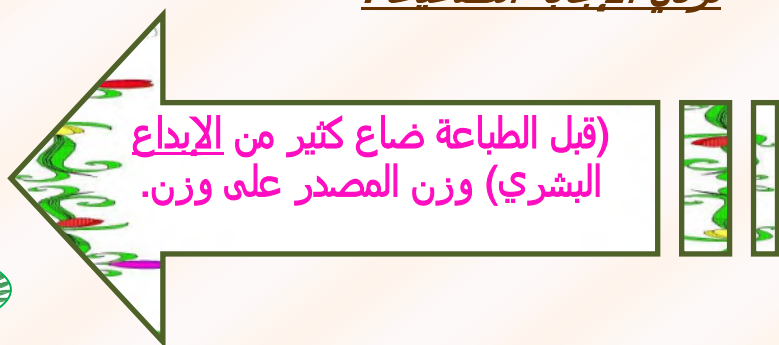 (قبل الطباعة ضاع كثير من الإبداع
البشري) وزن المصدر على وزن.